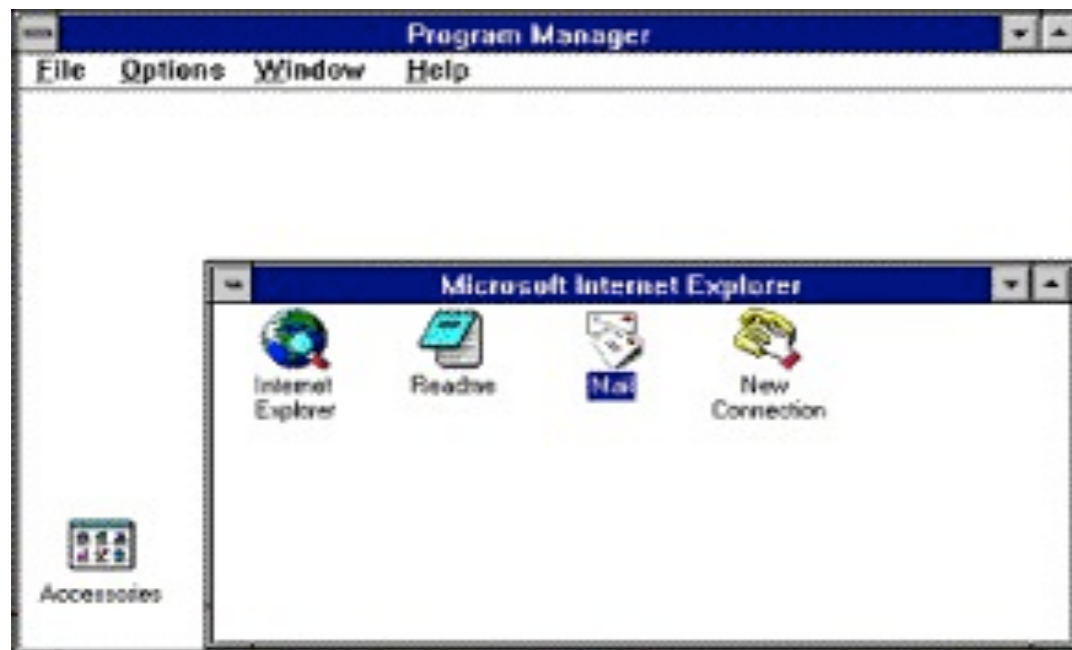 Program Manager
File Options Window Help
Microsoft Internet Explorer
Internet Explorer
Readme
Mail
New Connection
Accessories